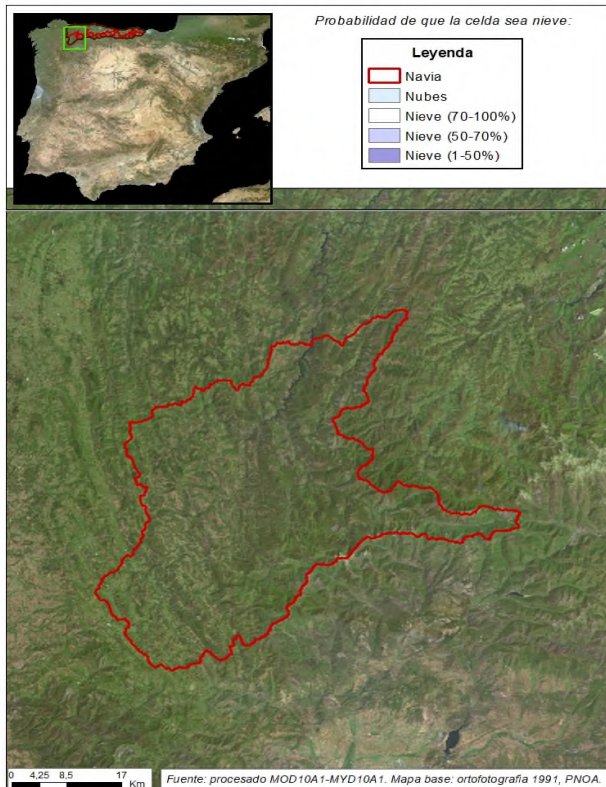 Probabilidad de que la celda sea nieve:
Leyenda
Navia
Nubes
Nieve (70-100%)
Nieve (50-70%)
Nieve (1-50%)
0 4,25 8,5 17
Km
Fuente: procesado MOD10A1-MYD10A1. Mapa base: ortofotografia 1991, PNOA.